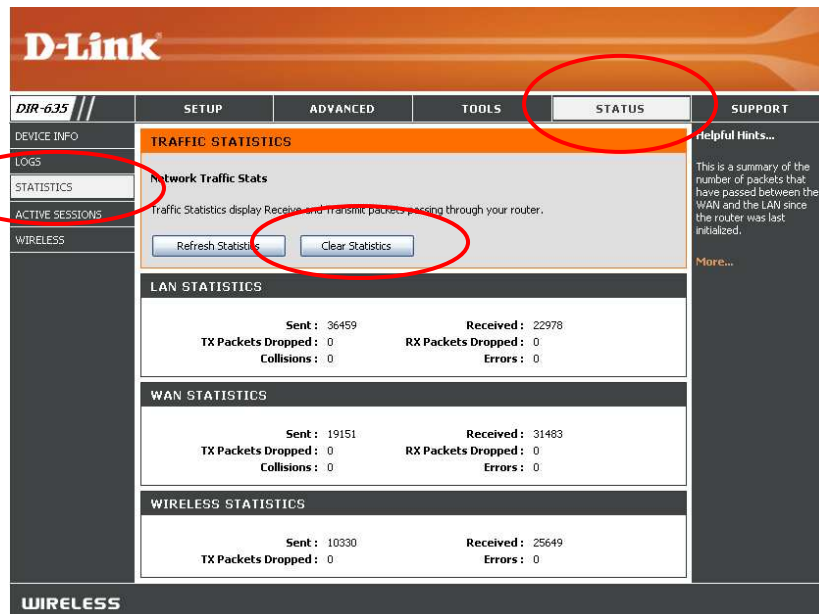 D-Link
DIR-635 //
SETUP ADVANCED TOOLS STATUS SUPPORT
DEVICE INFO
LOGS
STATISTICS
ACTIVE SESSIONS
WIRELESS
TRAFFIC STATISTICS
Network Traffic Stats
Traffic Statistics display Receive and Transmit packets passing through your router.
Refresh Statistics Clear Statistics
LAN STATISTICS
Sent : 36459 Received : 22978
TX Packets Dropped : 0 RX Packets Dropped : 0
Collisions : 0 Errors : 0
WAN STATISTICS
Sent : 19151 Received : 31483
TX Packets Dropped : 0 RX Packets Dropped : 0
Collisions : 0 Errors : 0
WIRELESS STATISTICS
Sent : 10330 Received : 25649
TX Packets Dropped : 0 Errors : 0
Helpful Hints...
This is a summary of the
number of packets that
have passed between the
WAN and the LAN since
the router was last
initialized.
More...
WIRELESS